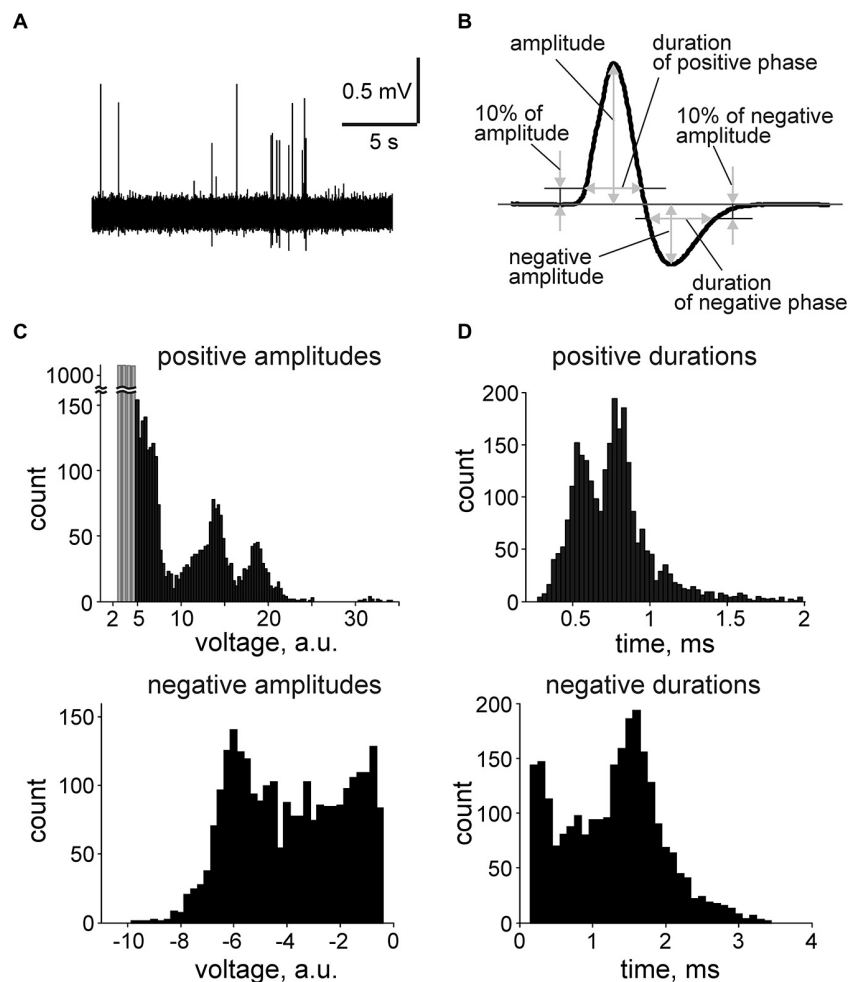 A
0.5 mV
5 s
B
amplitude
duration
of positive phase
10% of
amplitude
10% of negative
amplitude
negative
amplitude
duration
of negative phase
C
positive amplitudes
1000
150
100
50
0
count
2 5 10 20 30
voltage, a.u.
negative amplitudes
150
100
50
0
count
-10 -8 -6 -4 -2 0
voltage, a.u.
D
positive durations
200
150
100
50
0
count
0.5 1 1.5 2
time, ms
negative durations
200
150
100
50
0
count
0 1 2 3 4
time, ms